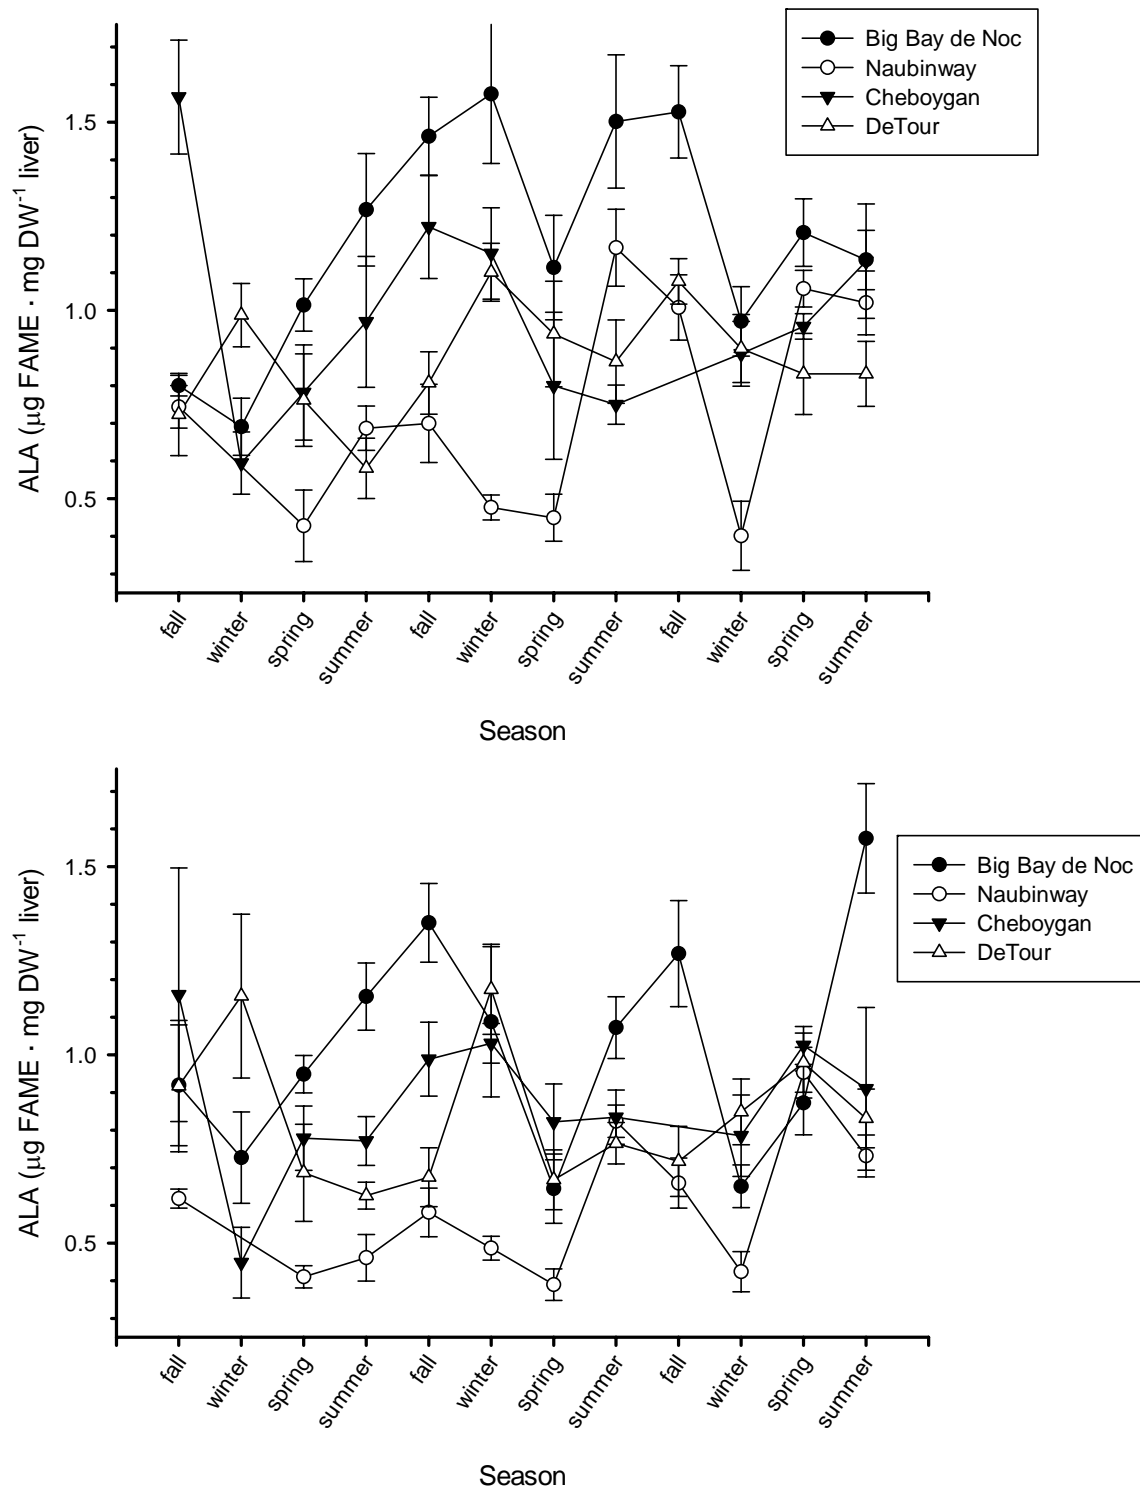 Big Bay de Noc
Naubinway
Cheboygan
DeTour
ALA (μg FAME · mg DW⁻¹ liver)
1.5
1.0
0.5
fall
winter
spring
summer
fall
winter
spring
summer
fall
winter
spring
summer
Season
Big Bay de Noc
Naubinway
Cheboygan
DeTour
ALA (μg FAME · mg DW⁻¹ liver)
1.5
1.0
0.5
fall
winter
spring
summer
fall
winter
spring
summer
fall
winter
spring
summer
Season